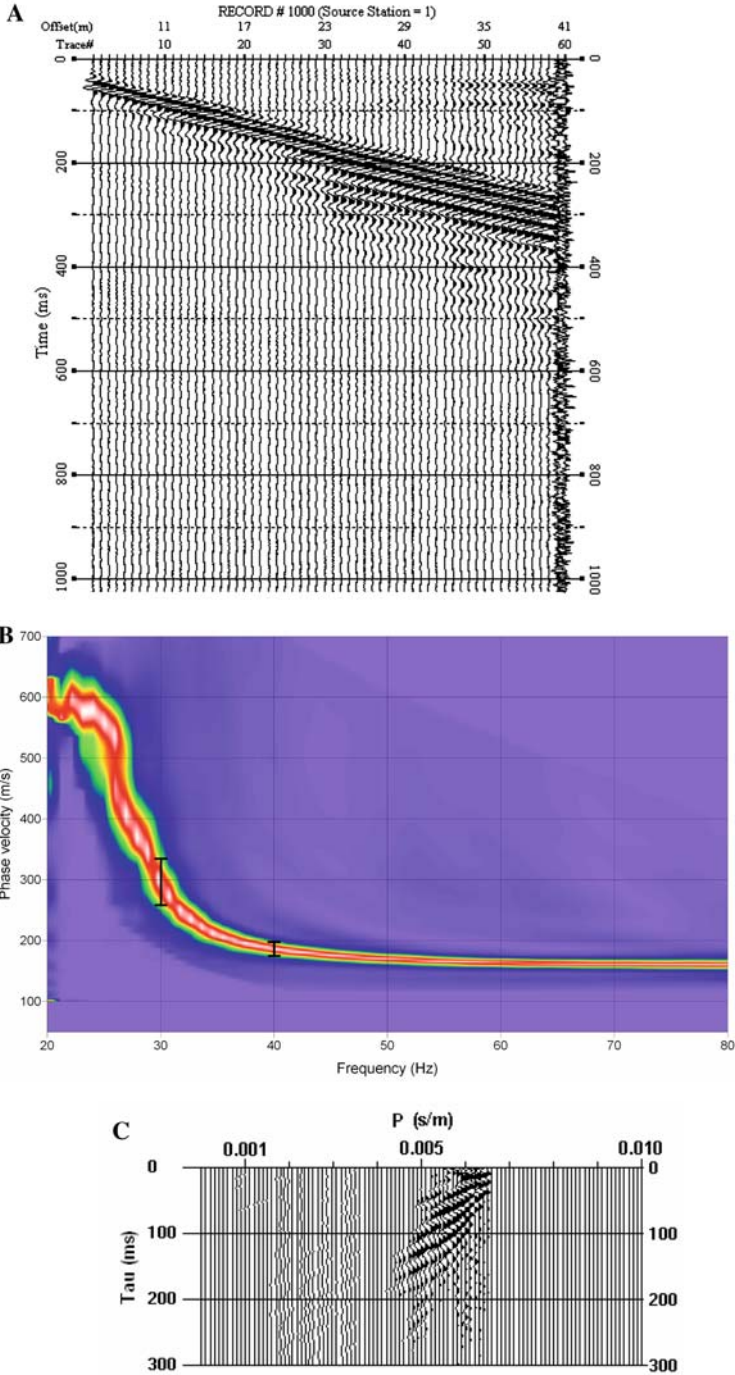 A
RECORD # 1000 (Source Station = 1)
Offset(m) 11 17 23 29 35 41
Trace# 10 20 30 40 50 60
0 0
200 200
400 400
600 600
800 800
1000 1000
Time (ms)
B
700
600
500
400
300
200
100
Phase velocity (m/s)
20 30 40 50 60 70 80
Frequency (Hz)
C
P (s/m)
0.001 0.005 0.010
0 0
100 100
200 200
300 300
Tau (ms)